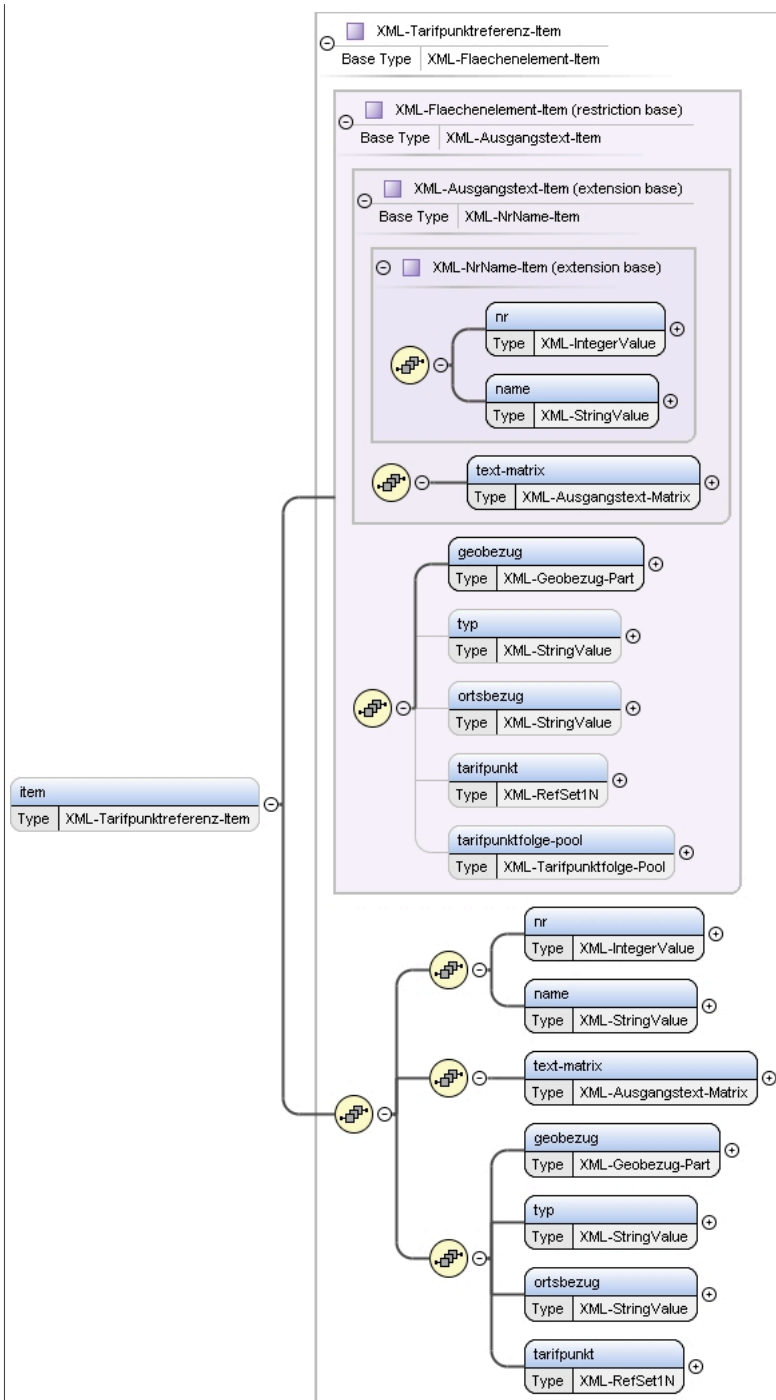 XML-Tarifpunktreferenz-Item
Base Type XML-Flaechenelement-Item
XML-Flaechenelement-Item (restriction base)
Base Type XML-Ausgangstext-Item
XML-Ausgangstext-Item (extension base)
Base Type XML-NrName-Item
XML-NrName-Item (extension base)
nr
Type XML-IntegerValue
name
Type XML-StringValue
text-matrix
Type XML-Ausgangstext-Matrix
geobezug
Type XML-Geobezug-Part
typ
Type XML-StringValue
ortsbezug
Type XML-StringValue
tarifpunkt
Type XML-RefSet1N
tarifpunktfolge-pool
Type XML-Tarifpunktfolge-Pool
item
Type XML-Tarifpunktreferenz-Item
nr
Type XML-IntegerValue
name
Type XML-StringValue
text-matrix
Type XML-Ausgangstext-Matrix
geobezug
Type XML-Geobezug-Part
typ
Type XML-StringValue
ortsbezug
Type XML-StringValue
tarifpunkt
Type XML-RefSet1N